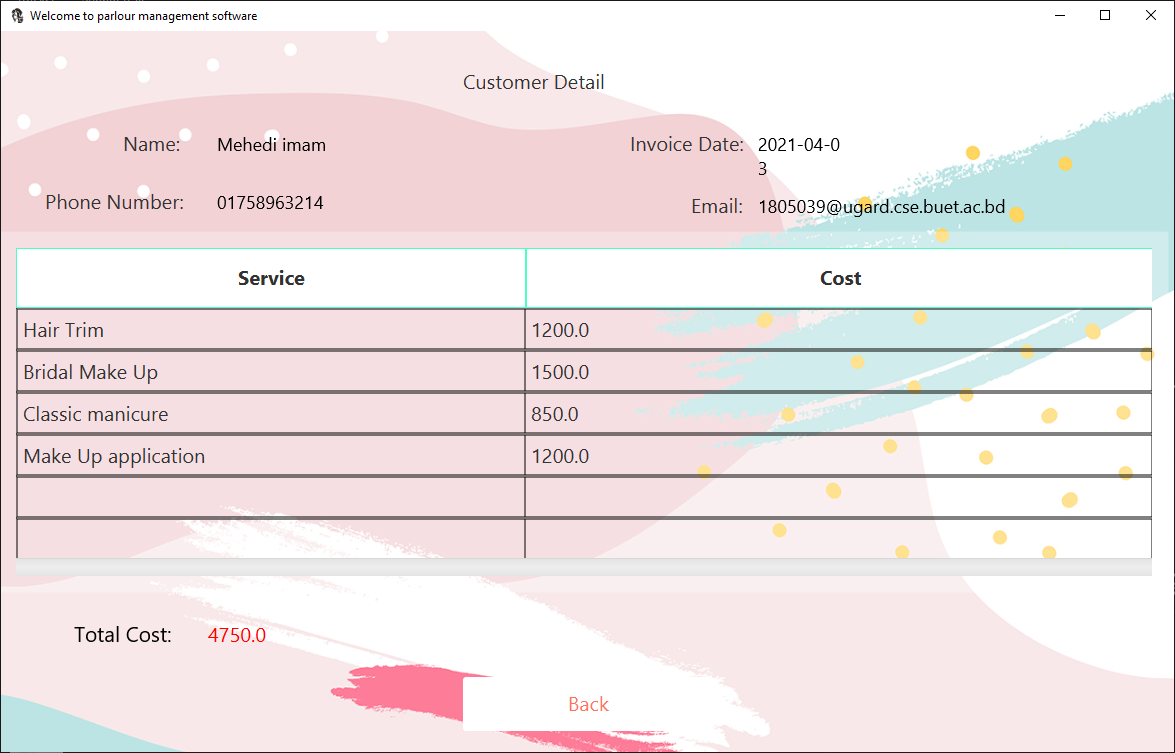 Welcome to parlour management software
Customer Detail
Name: Mehedi imam Invoice Date: 2021-04-0
3
Phone Number: 01758963214 Email: 1805039@ugard.cse.buet.ac.bd
Service Cost
Hair Trim 1200.0
Bridal Make Up 1500.0
Classic manicure 850.0
Make Up application 1200.0
Total Cost: 4750.0
Back